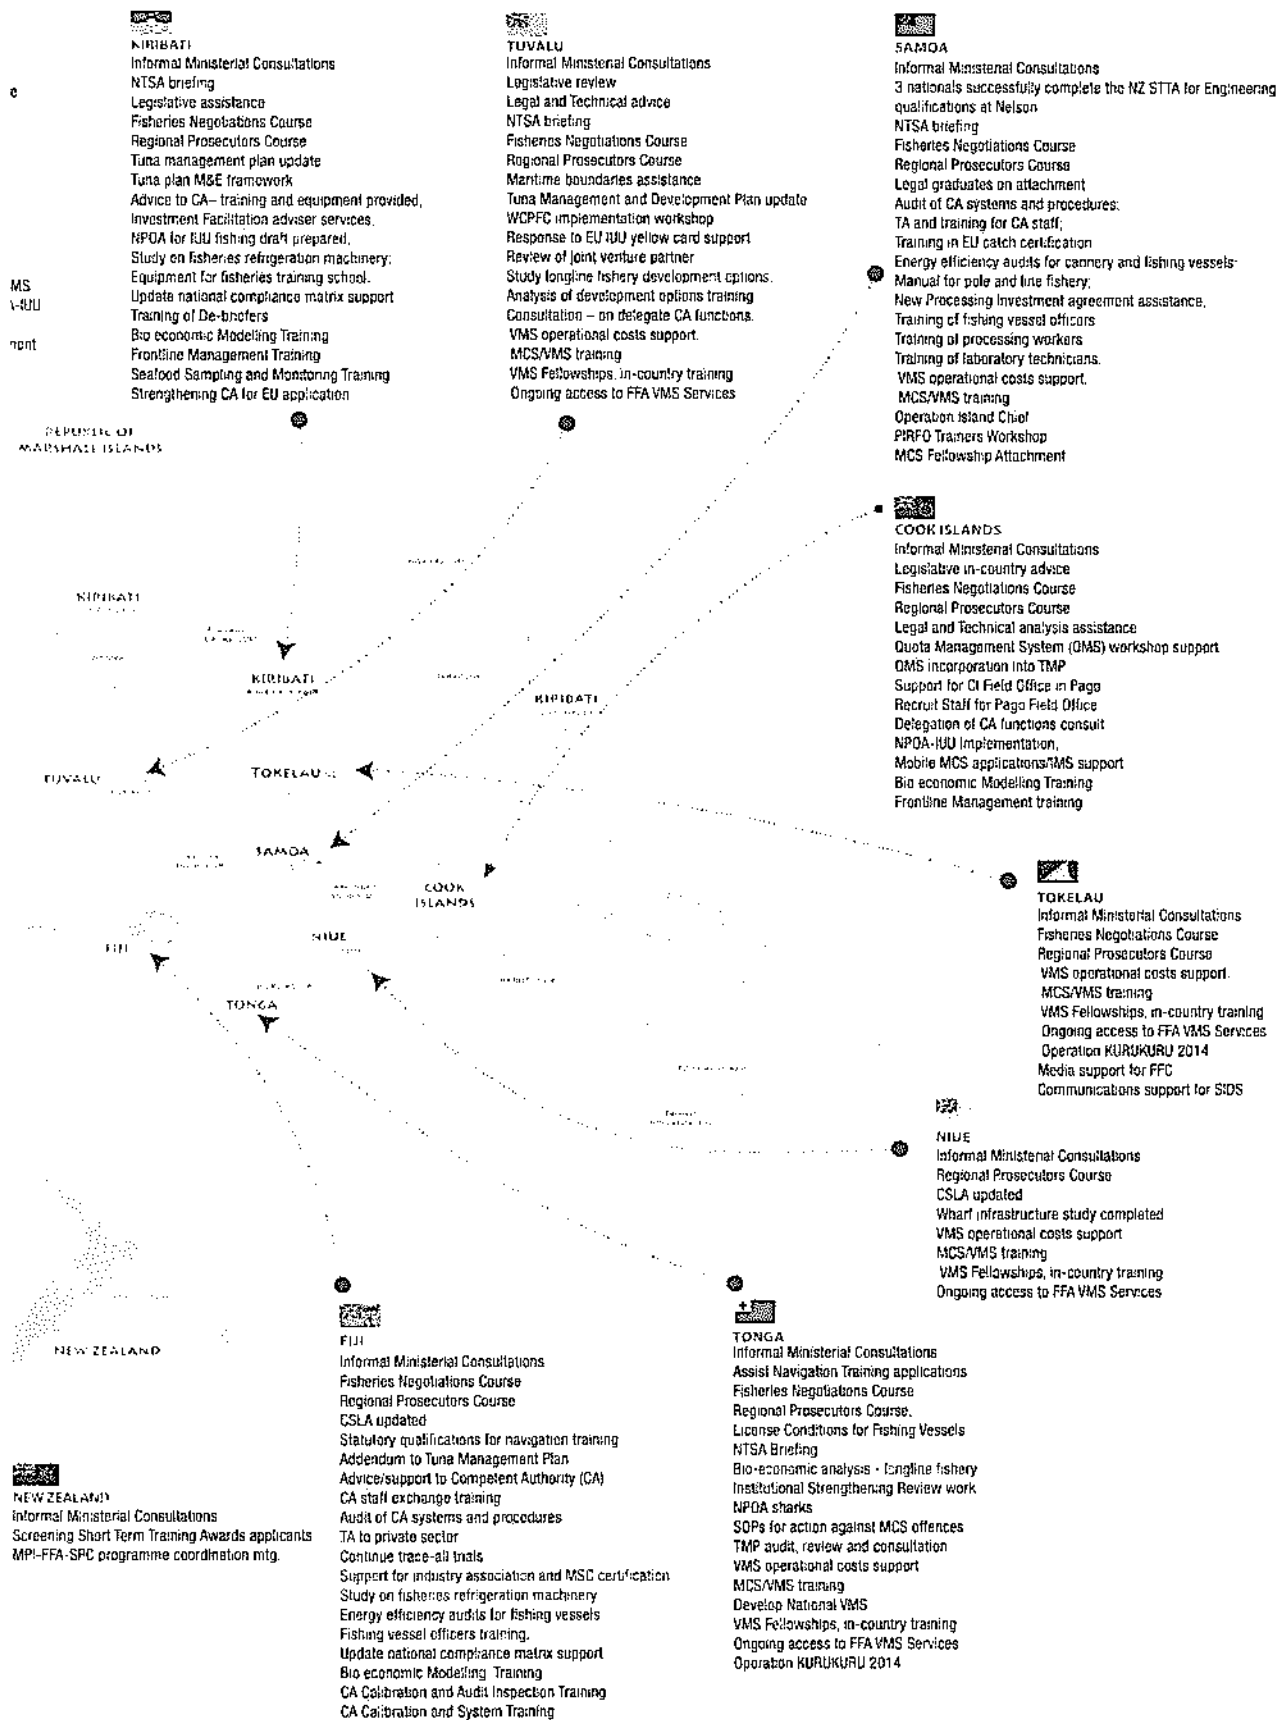 e
MS
A-IUU
ment
KIRIBATI
Informal Ministerial Consultations
NTSA briefing
Legislative assistance
Fisheries Negotiations Course
Regional Prosecutors Course
Tuna management plan update
Tuna plan M&E framework
Advice to CA– training and equipment provided,
Investment Facilitation adviser services,
NPOA for IUU fishing draft prepared,
Study on fisheries refrigeration machinery;
Equipment for fisheries training school.
Update national compliance matrix support
Training of De-briefers
Bio economic Modelling Training
Frontline Management Training
Seafood Sampling and Monitoring Training
Strengthening CA for EU application
TUVALU
Informal Ministerial Consultations
Legislative review
Legal and Technical advice
NTSA briefing
Fisheries Negotiations Course
Regional Prosecutors Course
Maritime boundaries assistance
Tuna Management and Development Plan update
WCPFC implementation workshop
Response to EU IUU yellow card support
Review of joint venture partner
Study longline fishery development options.
Analysis of development options training
Consultation – on delegate CA functions.
VMS operational costs support.
MCS/VMS training
VMS Fellowships, in-country training
Ongoing access to FFA VMS Services
SAMOA
Informal Ministerial Consultations
3 nationals successfully complete the NZ STTA for Engineering
qualifications at Nelson
NTSA briefing
Fisheries Negotiations Course
Regional Prosecutors Course
Legal graduates on attachment
Audit of CA systems and procedures;
TA and training for CA staff;
Training in EU catch certification
Energy efficiency audits for cannery and fishing vessels·
Manual for pole and line fishery;
New Processing Investment agreement assistance,
Training of fishing vessel officers
Training of processing workers
Training of laboratory technicians.
VMS operational costs support.
MCS/VMS training
Operation Island Chief
PIRFO Trainers Workshop
MCS Fellowship Attachment
REPUBLIC OF
MARSHALL ISLANDS
KIRIBATI
KIRIBATI
KIRIBATI
TUVALU
TOKELAU
SAMOA
COOK
ISLANDS
NIUE
FIJI
TONGA
NEW ZEALAND
COOK ISLANDS
Informal Ministerial Consultations
Legislative in-country advice
Fisheries Negotiations Course
Regional Prosecutors Course
Legal and Technical analysis assistance
Quota Management System (QMS) workshop support
QMS incorporation into TMP
Support for CI Field Office in Pago
Recruit Staff for Pago Field Office
Delegation of CA functions consult
NPOA-IUU Implementation,
Mobile MCS applications/IMS support
Bio economic Modelling Training
Frontline Management training
TOKELAU
Informal Ministerial Consultations
Fisheries Negotiations Course
Regional Prosecutors Course
VMS operational costs support.
MCS/VMS training
VMS Fellowships, in-country training
Ongoing access to FFA VMS Services
Operation KURUKURU 2014
Media support for FFC
Communications support for SIDS
NIUE
Informal Ministerial Consultations
Regional Prosecutors Course
CSLA updated
Wharf infrastructure study completed
VMS operational costs support
MCS/VMS training
VMS Fellowships, in-country training
Ongoing access to FFA VMS Services
FIJI
Informal Ministerial Consultations
Fisheries Negotiations Course
Regional Prosecutors Course
CSLA updated
Statutory qualifications for navigation training
Addendum to Tuna Management Plan
Advice/support to Competent Authority (CA)
CA staff exchange training
Audit of CA systems and procedures
TA to private sector
Continue trace-all trials
Support for industry association and MSC certification
Study on fisheries refrigeration machinery
Energy efficiency audits for fishing vessels
Fishing vessel officers training.
Update national compliance matrix support
Bio economic Modelling Training
CA Calibration and Audit Inspection Training
CA Calibration and System Training
TONGA
Informal Ministerial Consultations
Assist Navigation Training applications
Fisheries Negotiations Course
Regional Prosecutors Course.
License Conditions for Fishing Vessels
NTSA Briefing
Bio-economic analysis - longline fishery
Institutional Strengthening Review work
NPOA sharks
SOPs for action against MCS offences
TMP audit, review and consultation
VMS operational costs support
MCS/VMS training
Develop National VMS
VMS Fellowships, in-country training
Ongoing access to FFA VMS Services
Operation KURUKURU 2014
NEW ZEALAND
Informal Ministerial Consultations
Screening Short Term Training Awards applicants
MPI-FFA-SPC programme coordination mtg.